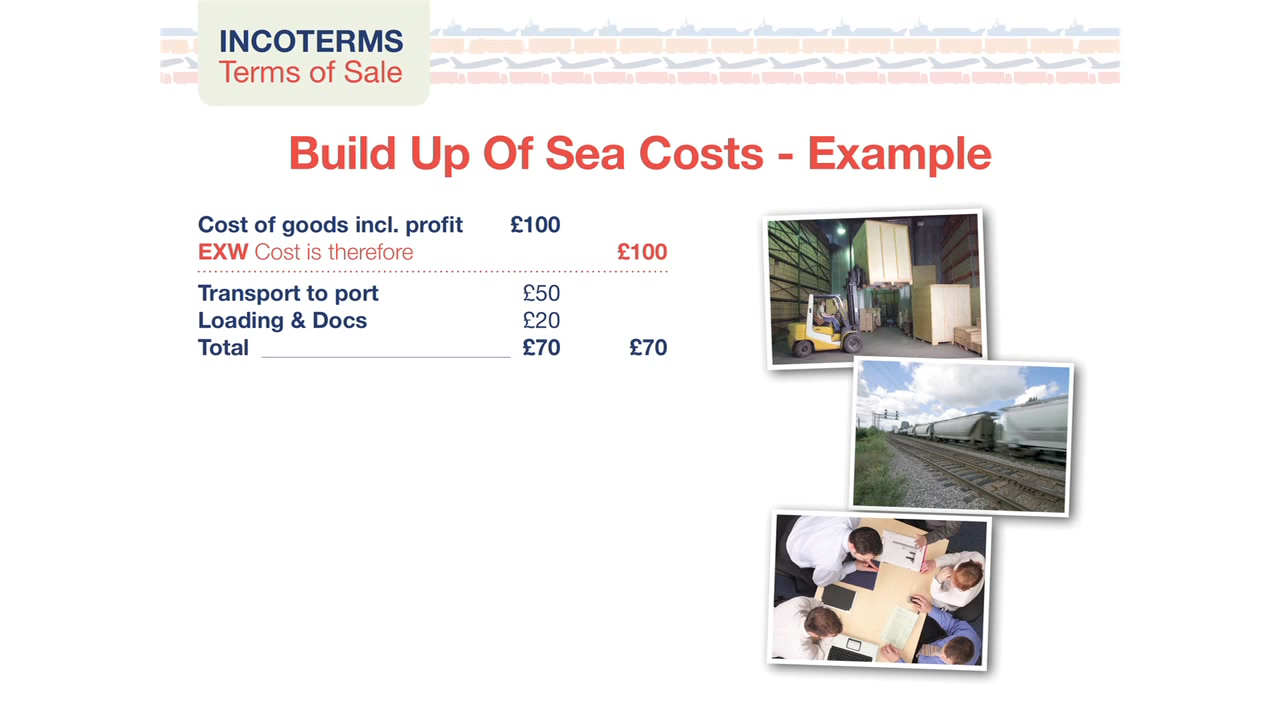 INCOTERMS
Terms of Sale
Build Up Of Sea Costs - Example
Cost of goods incl. profit £100
EXW Cost is therefore £100
Transport to port £50
Loading & Docs £20
Total £70 £70